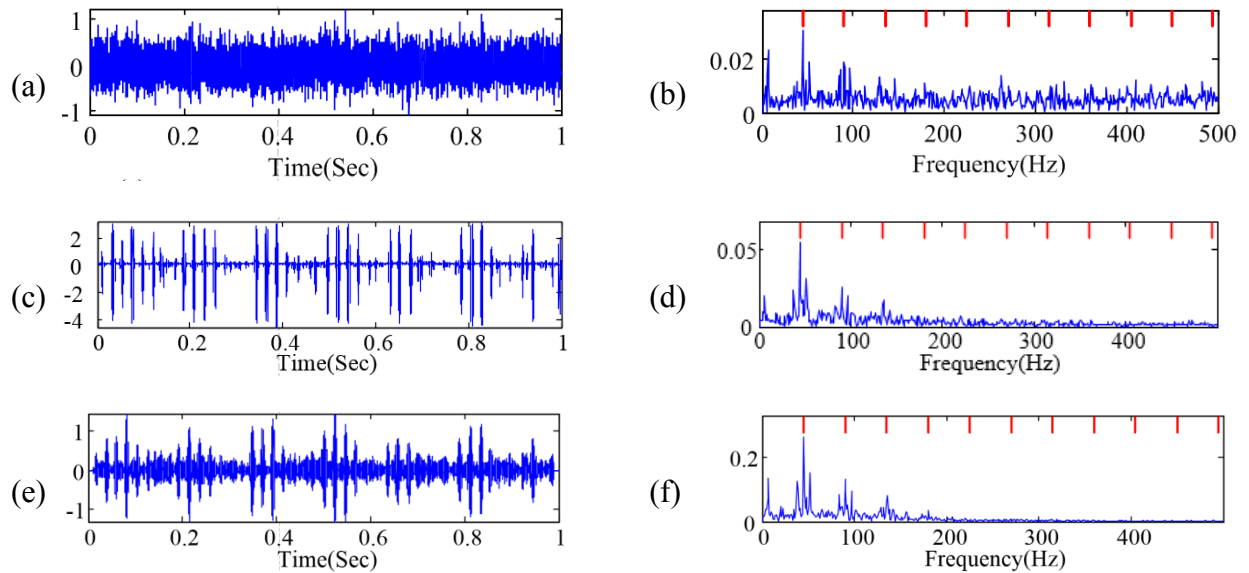 (a)
1
0
-1
0 0.2 0.4 0.6 0.8 1
Time(Sec)
(b)
0.02
0
0 100 200 300 400 500
Frequency(Hz)
(c)
2
0
-2
-4
0 0.2 0.4 0.6 0.8 1
Time(Sec)
(d)
0.05
0
0 100 200 300 400
Frequency(Hz)
(e)
1
0
-1
0 0.2 0.4 0.6 0.8 1
Time(Sec)
(f)
0.2
0
0 100 200 300 400
Frequency(Hz)